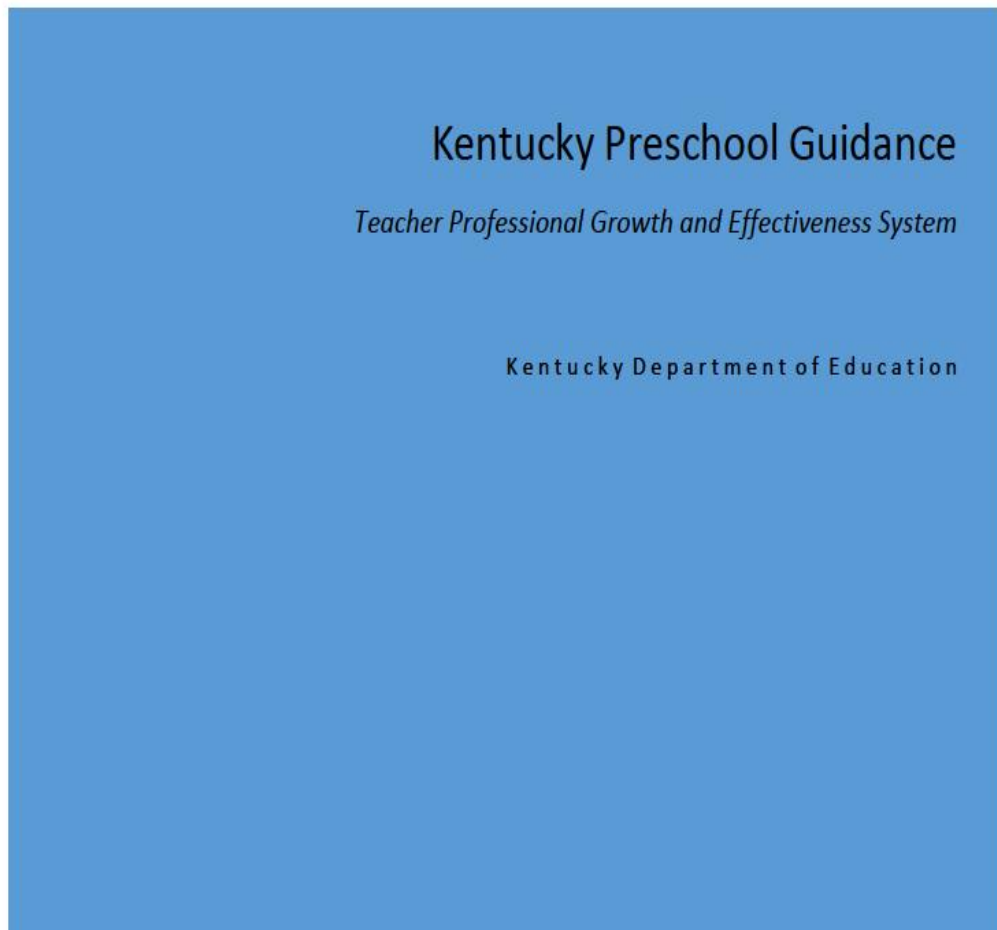 Kentucky Preschool Guidance
Teacher Professional Growth and Effectiveness System
Kentucky Department of Education